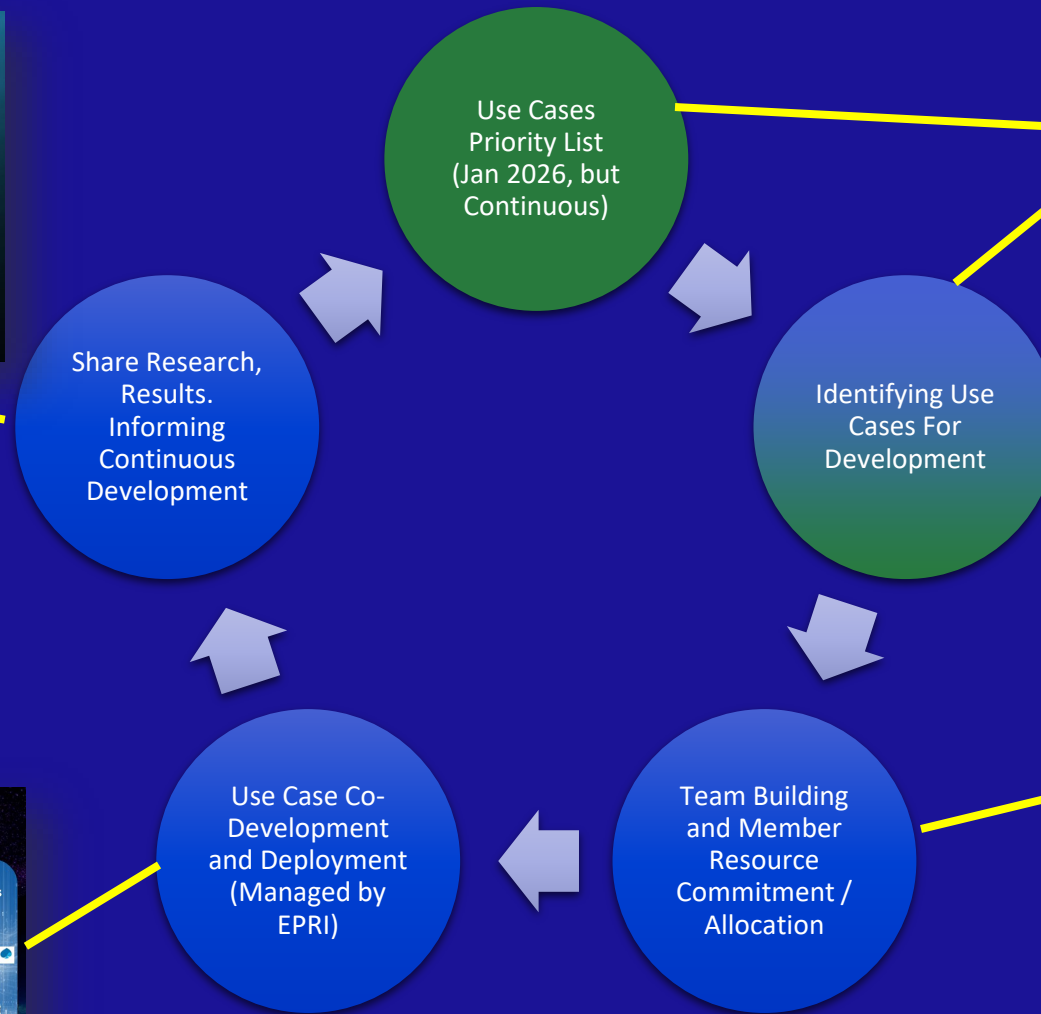 Use Cases
Priority List
(Jan 2026, but
Continuous)
Identifying Use
Cases For
Development
Team Building
and Member
Resource
Commitment /
Allocation
Use Case Co-
Development
and Deployment
(Managed by
EPRI)
Share Research,
Results.
Informing
Continuous
Development